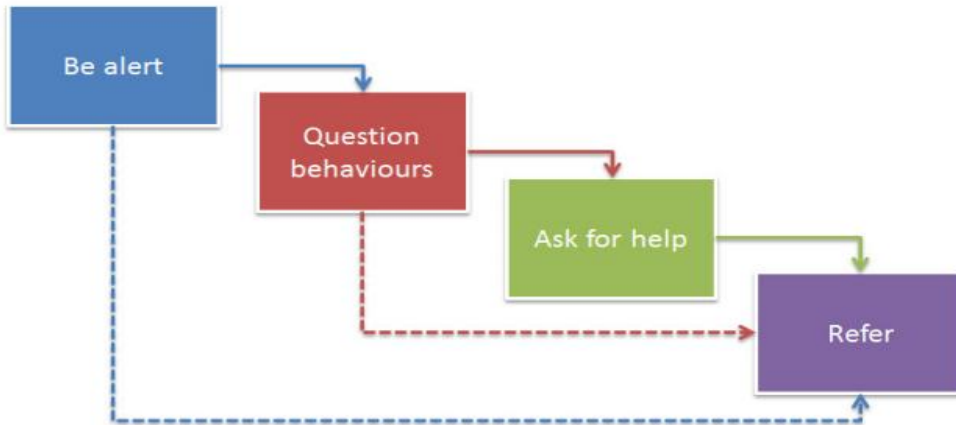 Be alert
Question
behaviours
Ask for help
Refer